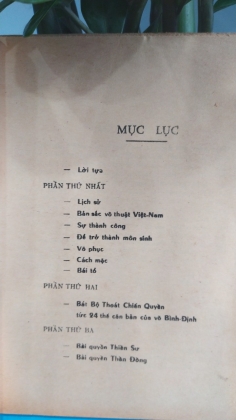 MỤC LỤC
— Lời tựa
PHẦN THỨ NHẤT
— Lịch sử
— Bản sắc võ thuật Việt-Nam
— Sự thành công
— Để trở thành môn sinh
— Võ phục
— Cách mặc
— Bái tổ
PHẦN THỨ HAI
— Bát Bộ Thoát Chiến Quyền
tức 94 thế căn bản của võ Bình-Định
PHẦN THỨ BA
— Bài quyền Thiền Sư
— Bài quyền Thần Đồng